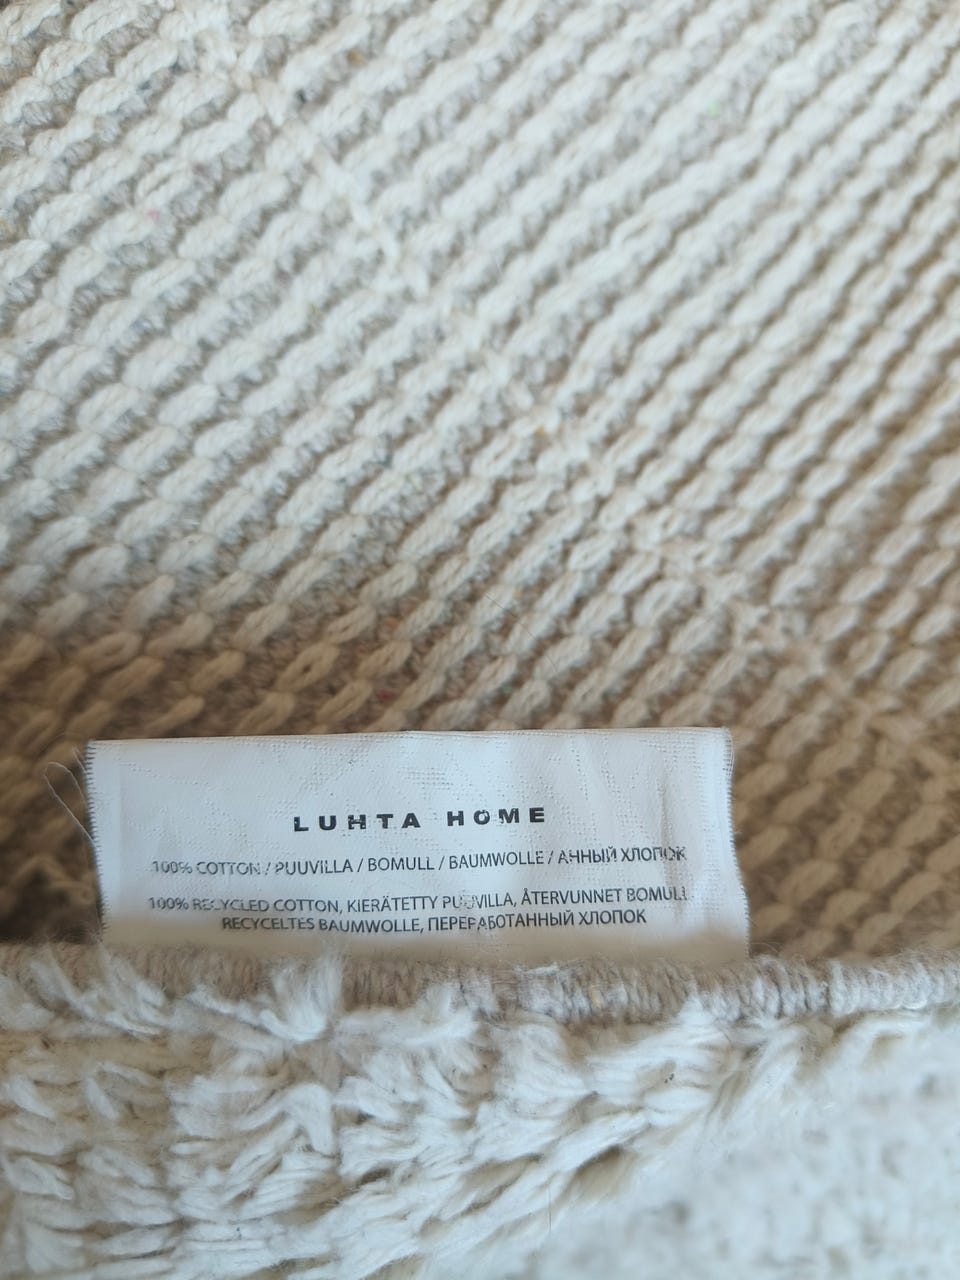 LUHTA HOME
100% COTTON / PUUVILLA / BOMULL / BAUMWOLLE / АННЫЙ ХЛОПОК
100% RECYCLED COTTON, KIERÄTETTY PUUVILLA, ÅTERVUNNET BOMULL
RECYCELTES BAUMWOLLE, ПЕРЕРАБОТАННЫЙ ХЛОПОК